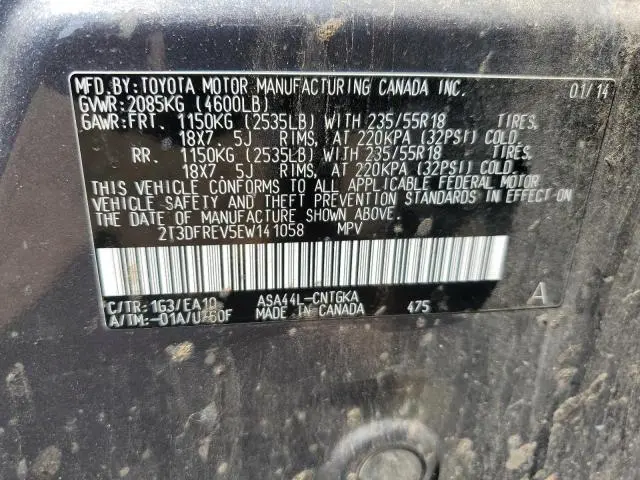 MFD.BY:TOYOTA MOTOR MANUFACTURING CANADA INC. 01/14
GVWR:2085KG (4600LB)
GAWR:FRT. 1150KG (2535LB) WITH 235/55R18 TIRES,
18X7.5J RIMS, AT 220KPA (32PSI) COLD
RR. 1150KG (2535LB) WITH 235/55R18 TIRES,
18X7.5J RIMS, AT 220KPA (32PSI) COLD.
THIS VEHICLE CONFORMS TO ALL APPLICABLE FEDERAL MOTOR
VEHICLE SAFETY AND THEFT PREVENTION STANDARDS IN EFFECT ON
THE DATE OF MANUFACTURE SHOWN ABOVE.
2T3DFREV5EW141058 MPV
C/TR:1G3/EA10 ASA44L-CNTGKA A
A/TM:-01A/U760F MADE IN CANADA 475